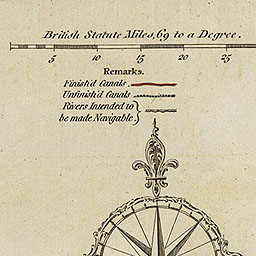 British Statute Miles, 69 to a Degree.
5 10 15 20 25
Remarks.
Finish'd Canals.
Unfinish'd Canals
Rivers Intended to
be made Navigable.